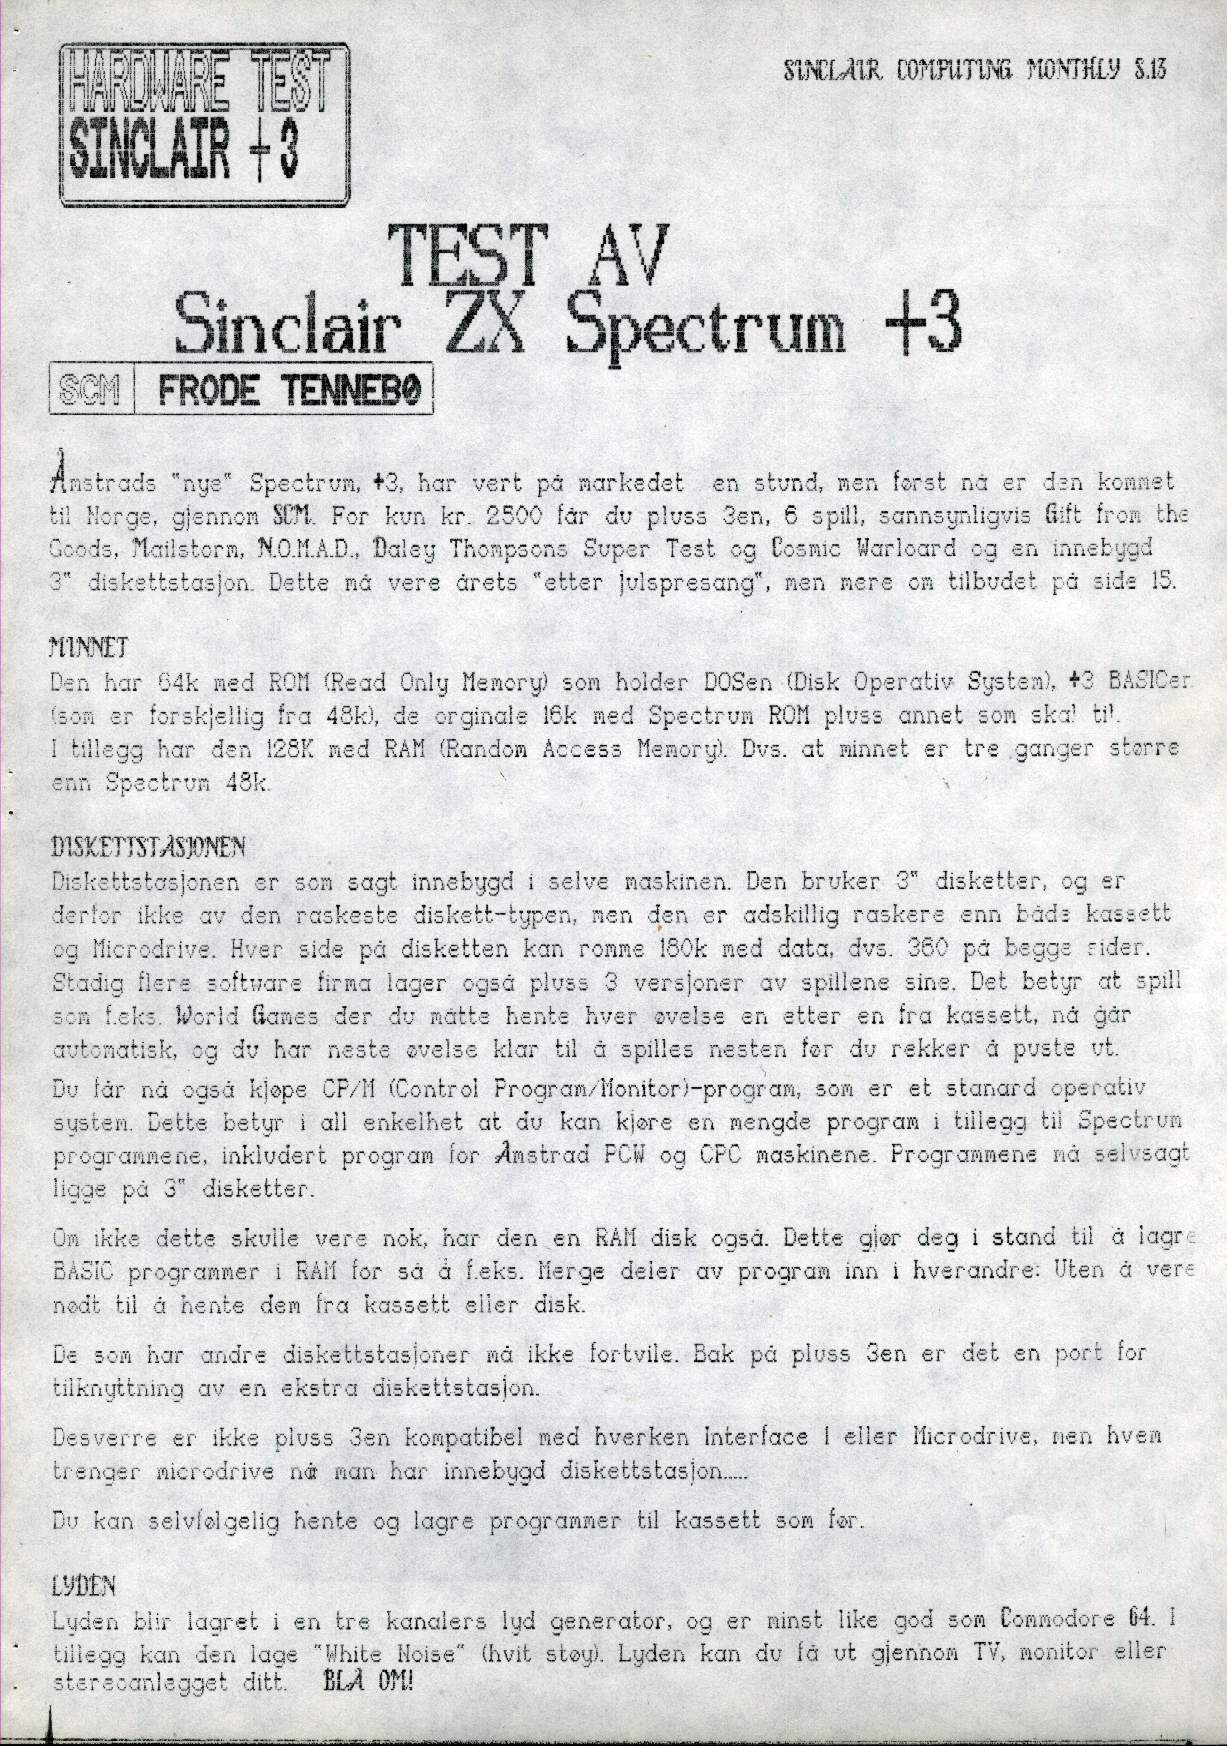 HARDWARE TEST
SINCLAIR +3
SINCLAIR COMPUTING MONTHLY S.13
TEST AV
Sinclair ZX Spectrum +3
SCM FRODE TENNEBØ
Amstrads "nye" Spectrum, +3, har vert på markedet en stund, men først nå er den kommet
til Norge, gjennom SCM. For kun kr. 2500 får du pluss 3en, 6 spill, sannsynligvis Gift from the
Goods, Mailstorm, N.O.M.A.D., Daley Thompsons Super Test og Cosmic Warloard og en innebygd
3" diskettstasjon. Dette må vere årets "etter julspresang", men mere om tilbudet på side 15.
MINNET
Den har 64k med ROM (Read Only Memory) som holder DOSen (Disk Operativ System), +3 BASICen
(som er forskjellig fra 48k), de orginale 16k med Spectrum ROM pluss annet som skal til.
I tillegg har den 128K med RAM (Random Access Memory). Dvs. at minnet er tre ganger større
enn Spectrum 48k.
DISKETTSTASJONEN
Diskettstasjonen er som sagt innebygd i selve maskinen. Den bruker 3" disketter, og er
derfor ikke av den raskeste diskett-typen, men den er adskillig raskere enn både kassett
og Microdrive. Hver side på disketten kan romme 180k med data, dvs. 360 på begge sider.
Stadig flere software firma lager også pluss 3 versjoner av spillene sine. Det betyr at spill
som f.eks. World Games der du måtte hente hver øvelse en etter en fra kassett, nå går
automatisk, og du har neste øvelse klar til å spilles nesten før du rekker å puste ut.
Du får nå også kjøpe CP/M (Control Program/Monitor)-program, som er et stanard operativ
system. Dette betyr i all enkelhet at du kan kjøre en mengde program i tillegg til Spectrum
programmene, inkludert program for Amstrad PCW og CPC maskinene. Programmene må selvsagt
ligge på 3" disketter.
Om ikke dette skulle vere nok, har den en RAM disk også. Dette gjør deg i stand til å lagre
BASIC programmer i RAM for så å f.eks. Merge deler av program inn i hverandre: Uten å vere
nødt til å hente dem fra kassett eller disk.
De som har andre diskettstasjoner må ikke fortvile. Bak på pluss 3en er det en port for
tilknyttning av en ekstra diskettstasjon.
Desverre er ikke pluss 3en kompatibel med hverken Interface 1 eller Microdrive, men hvem
trenger microdrive når man har innebygd diskettstasjon.....
Du kan selvfølgelig hente og lagre programmer til kassett som før.
LYDEN
Lyden blir lagret i en tre kanalers lyd generator, og er minst like god som Commodore 64. I
tillegg kan den lage "White Noise" (hvit støy). Lyden kan du få ut gjennom TV, monitor eller
stereoanlegget ditt. BLA OM!